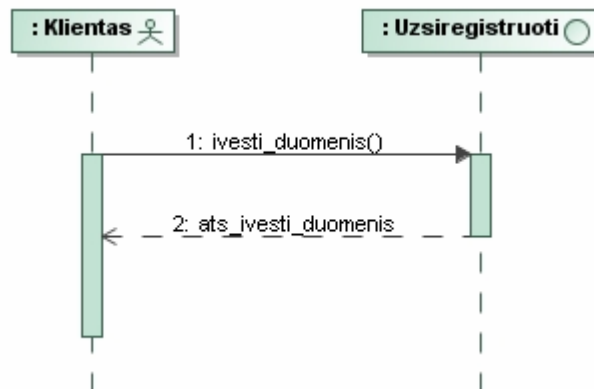 : Klientas
: Uzsiregistruoti
1: ivesti_duomenis()
2: ats_ivesti_duomenis